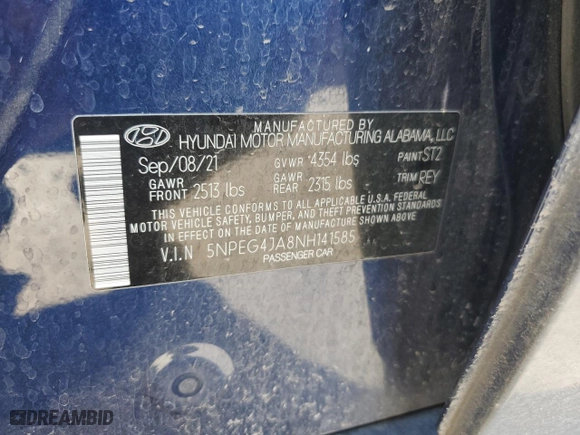 MANUFACTURED BY
HYUNDAI MOTOR MANUFACTURING ALABAMA, LLC
Sep/08/21 GVWR 4354 lbs PAINT ST2
GAWR FRONT 2513 lbs GAWR REAR 2315 lbs TRIM REY
THIS VEHICLE CONFORMS TO ALL APPLICABLE U.S.A. FEDERAL
MOTOR VEHICLE SAFETY, BUMPER, AND THEFT PREVENTION STANDARDS
IN EFFECT ON THE DATE OF MANUFACTURE SHOWN ABOVE.
V.I.N 5NPEG4JA8NH141585
PASSENGER CAR
DREAMBID